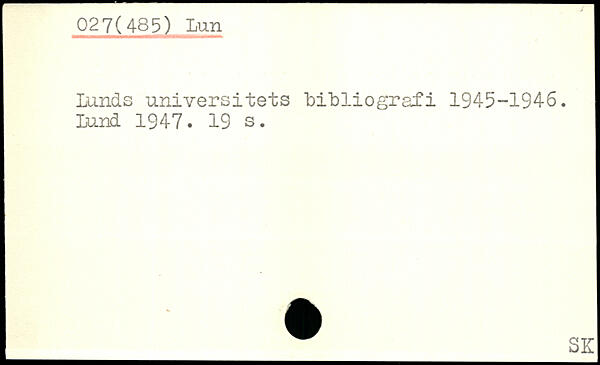 027(485) Lun
Lunds universitets bibliografi 1945-1946.
Lund 1947. 19 s.
SK